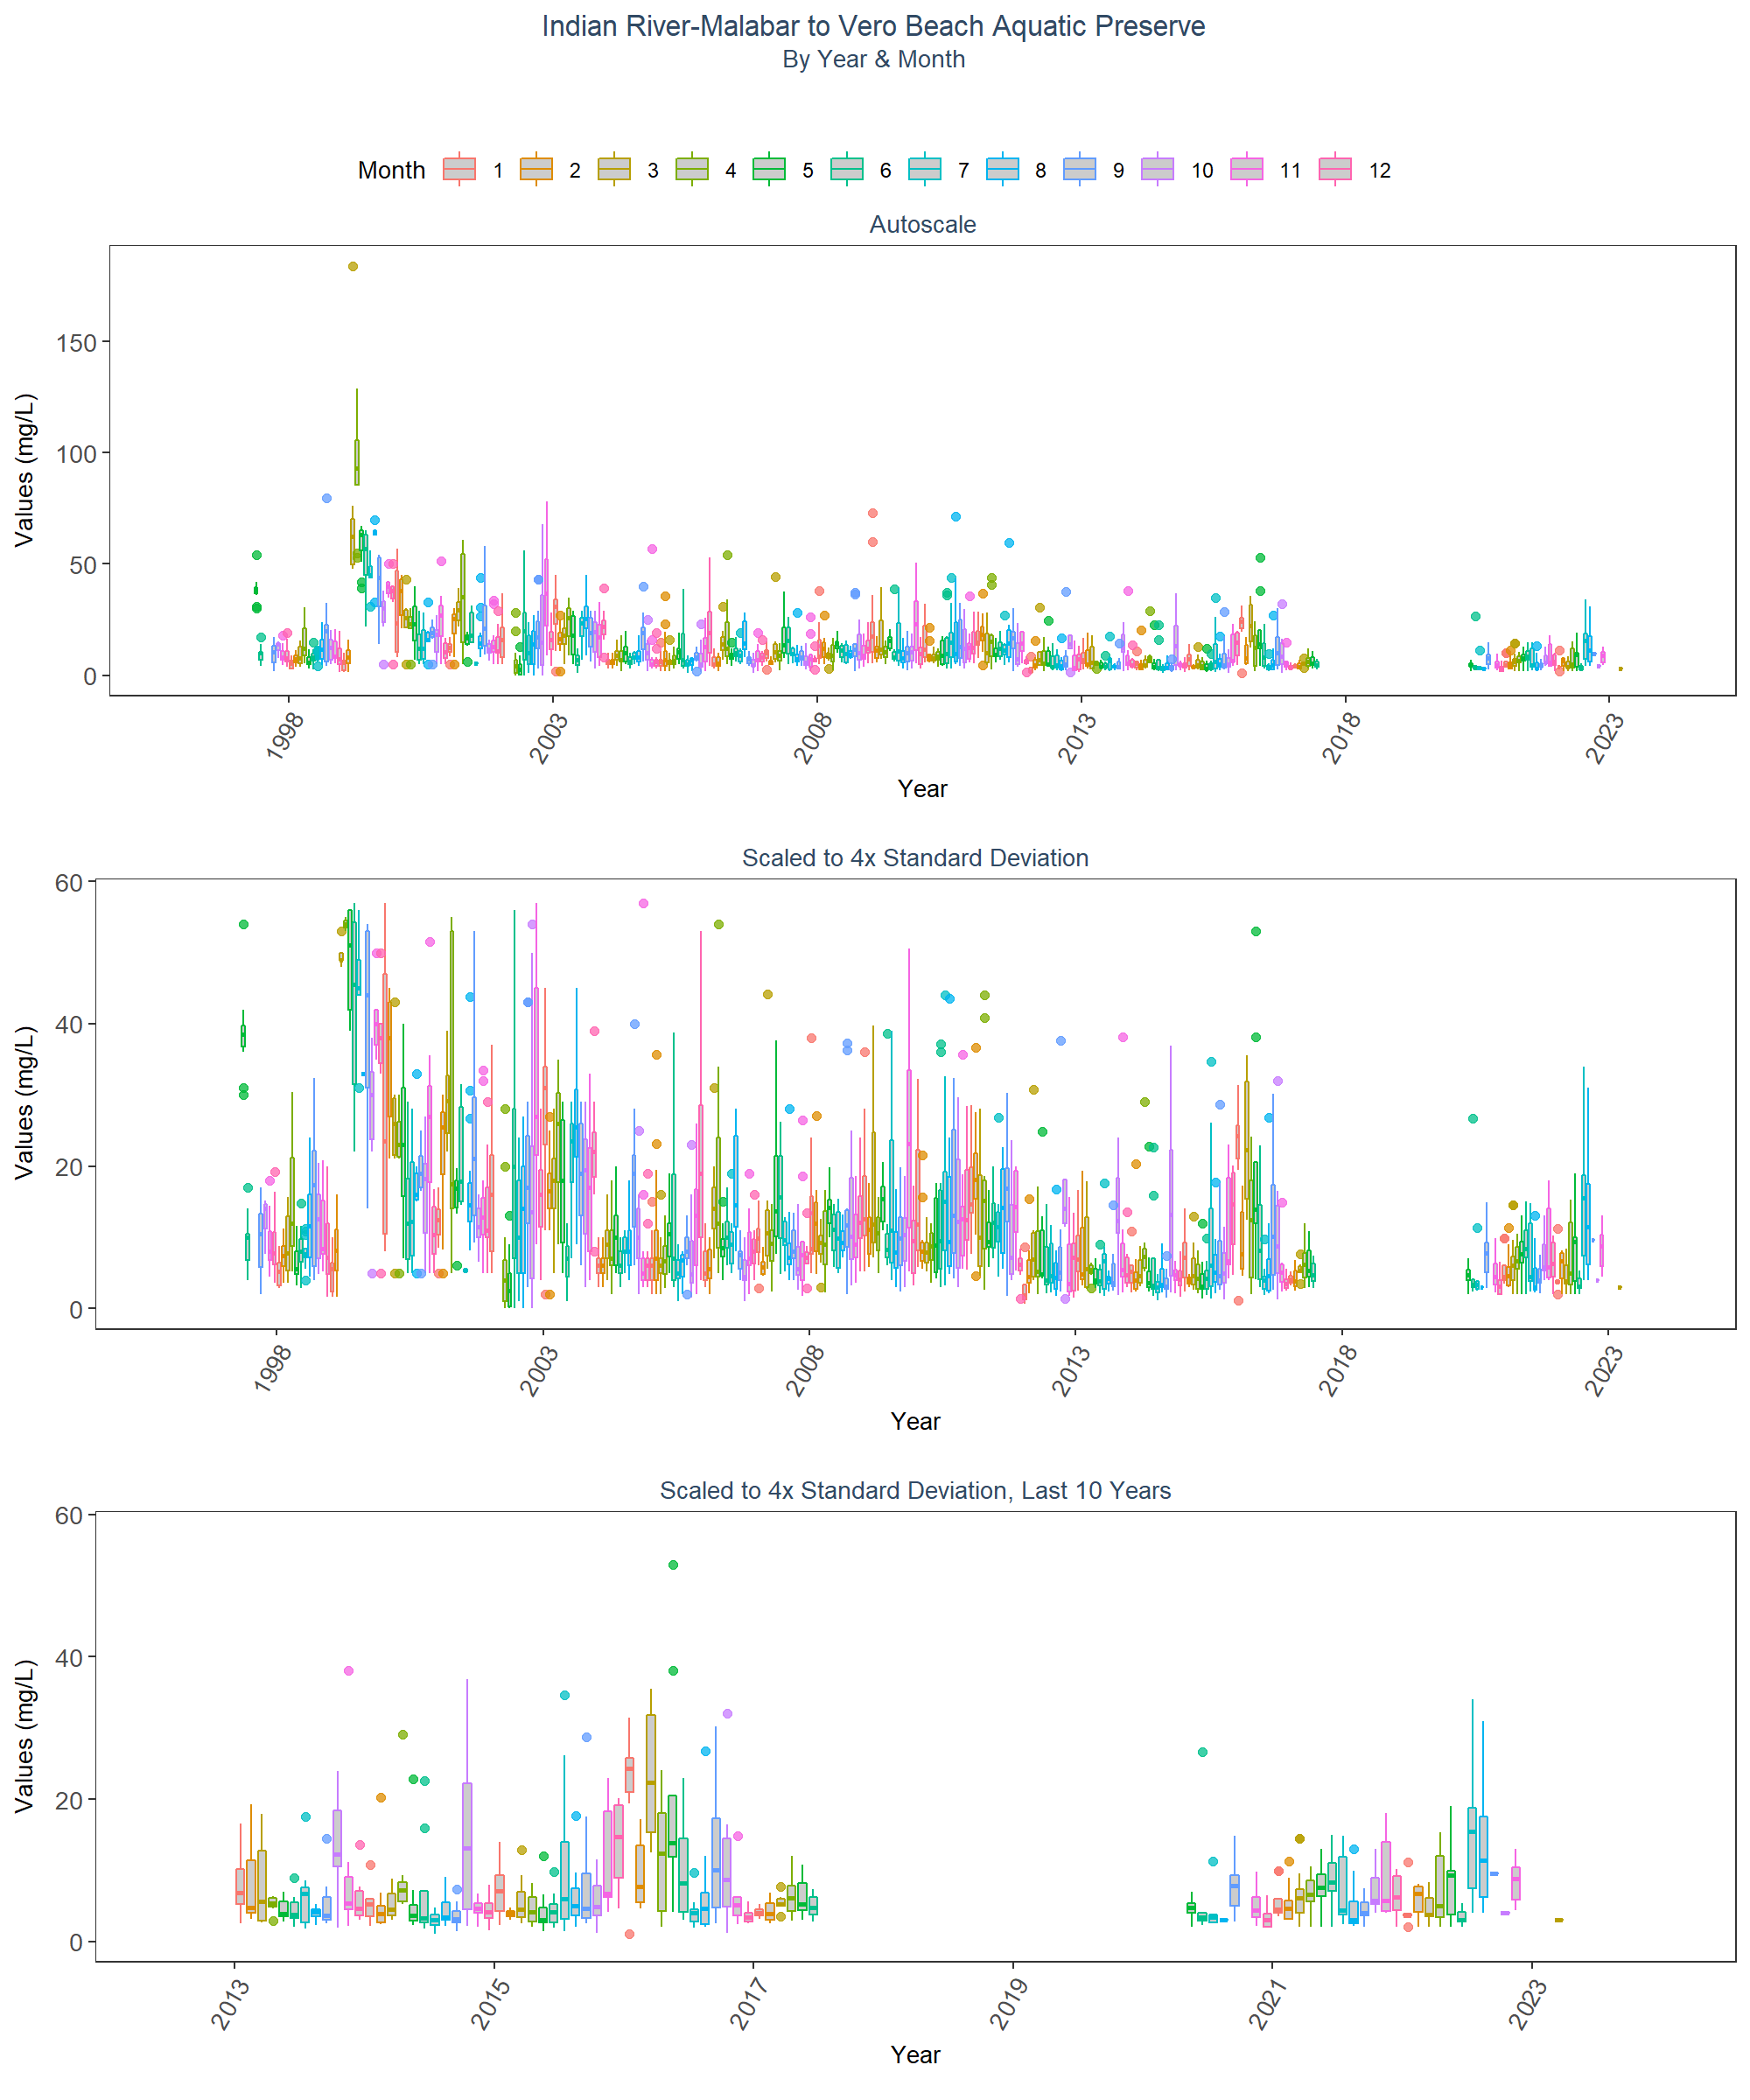 Indian River-Malabar to Vero Beach Aquatic Preserve
By Year & Month
Month 1 2 3 4 5 6 7 8 9 10 11 12
Autoscale
Values (mg/L)
150
100
50
0
1998 2003 2008 2013 2018 2023
Year
Scaled to 4x Standard Deviation
Values (mg/L)
60
40
20
0
1998 2003 2008 2013 2018 2023
Year
Scaled to 4x Standard Deviation, Last 10 Years
Values (mg/L)
60
40
20
0
2013 2015 2017 2019 2021 2023
Year